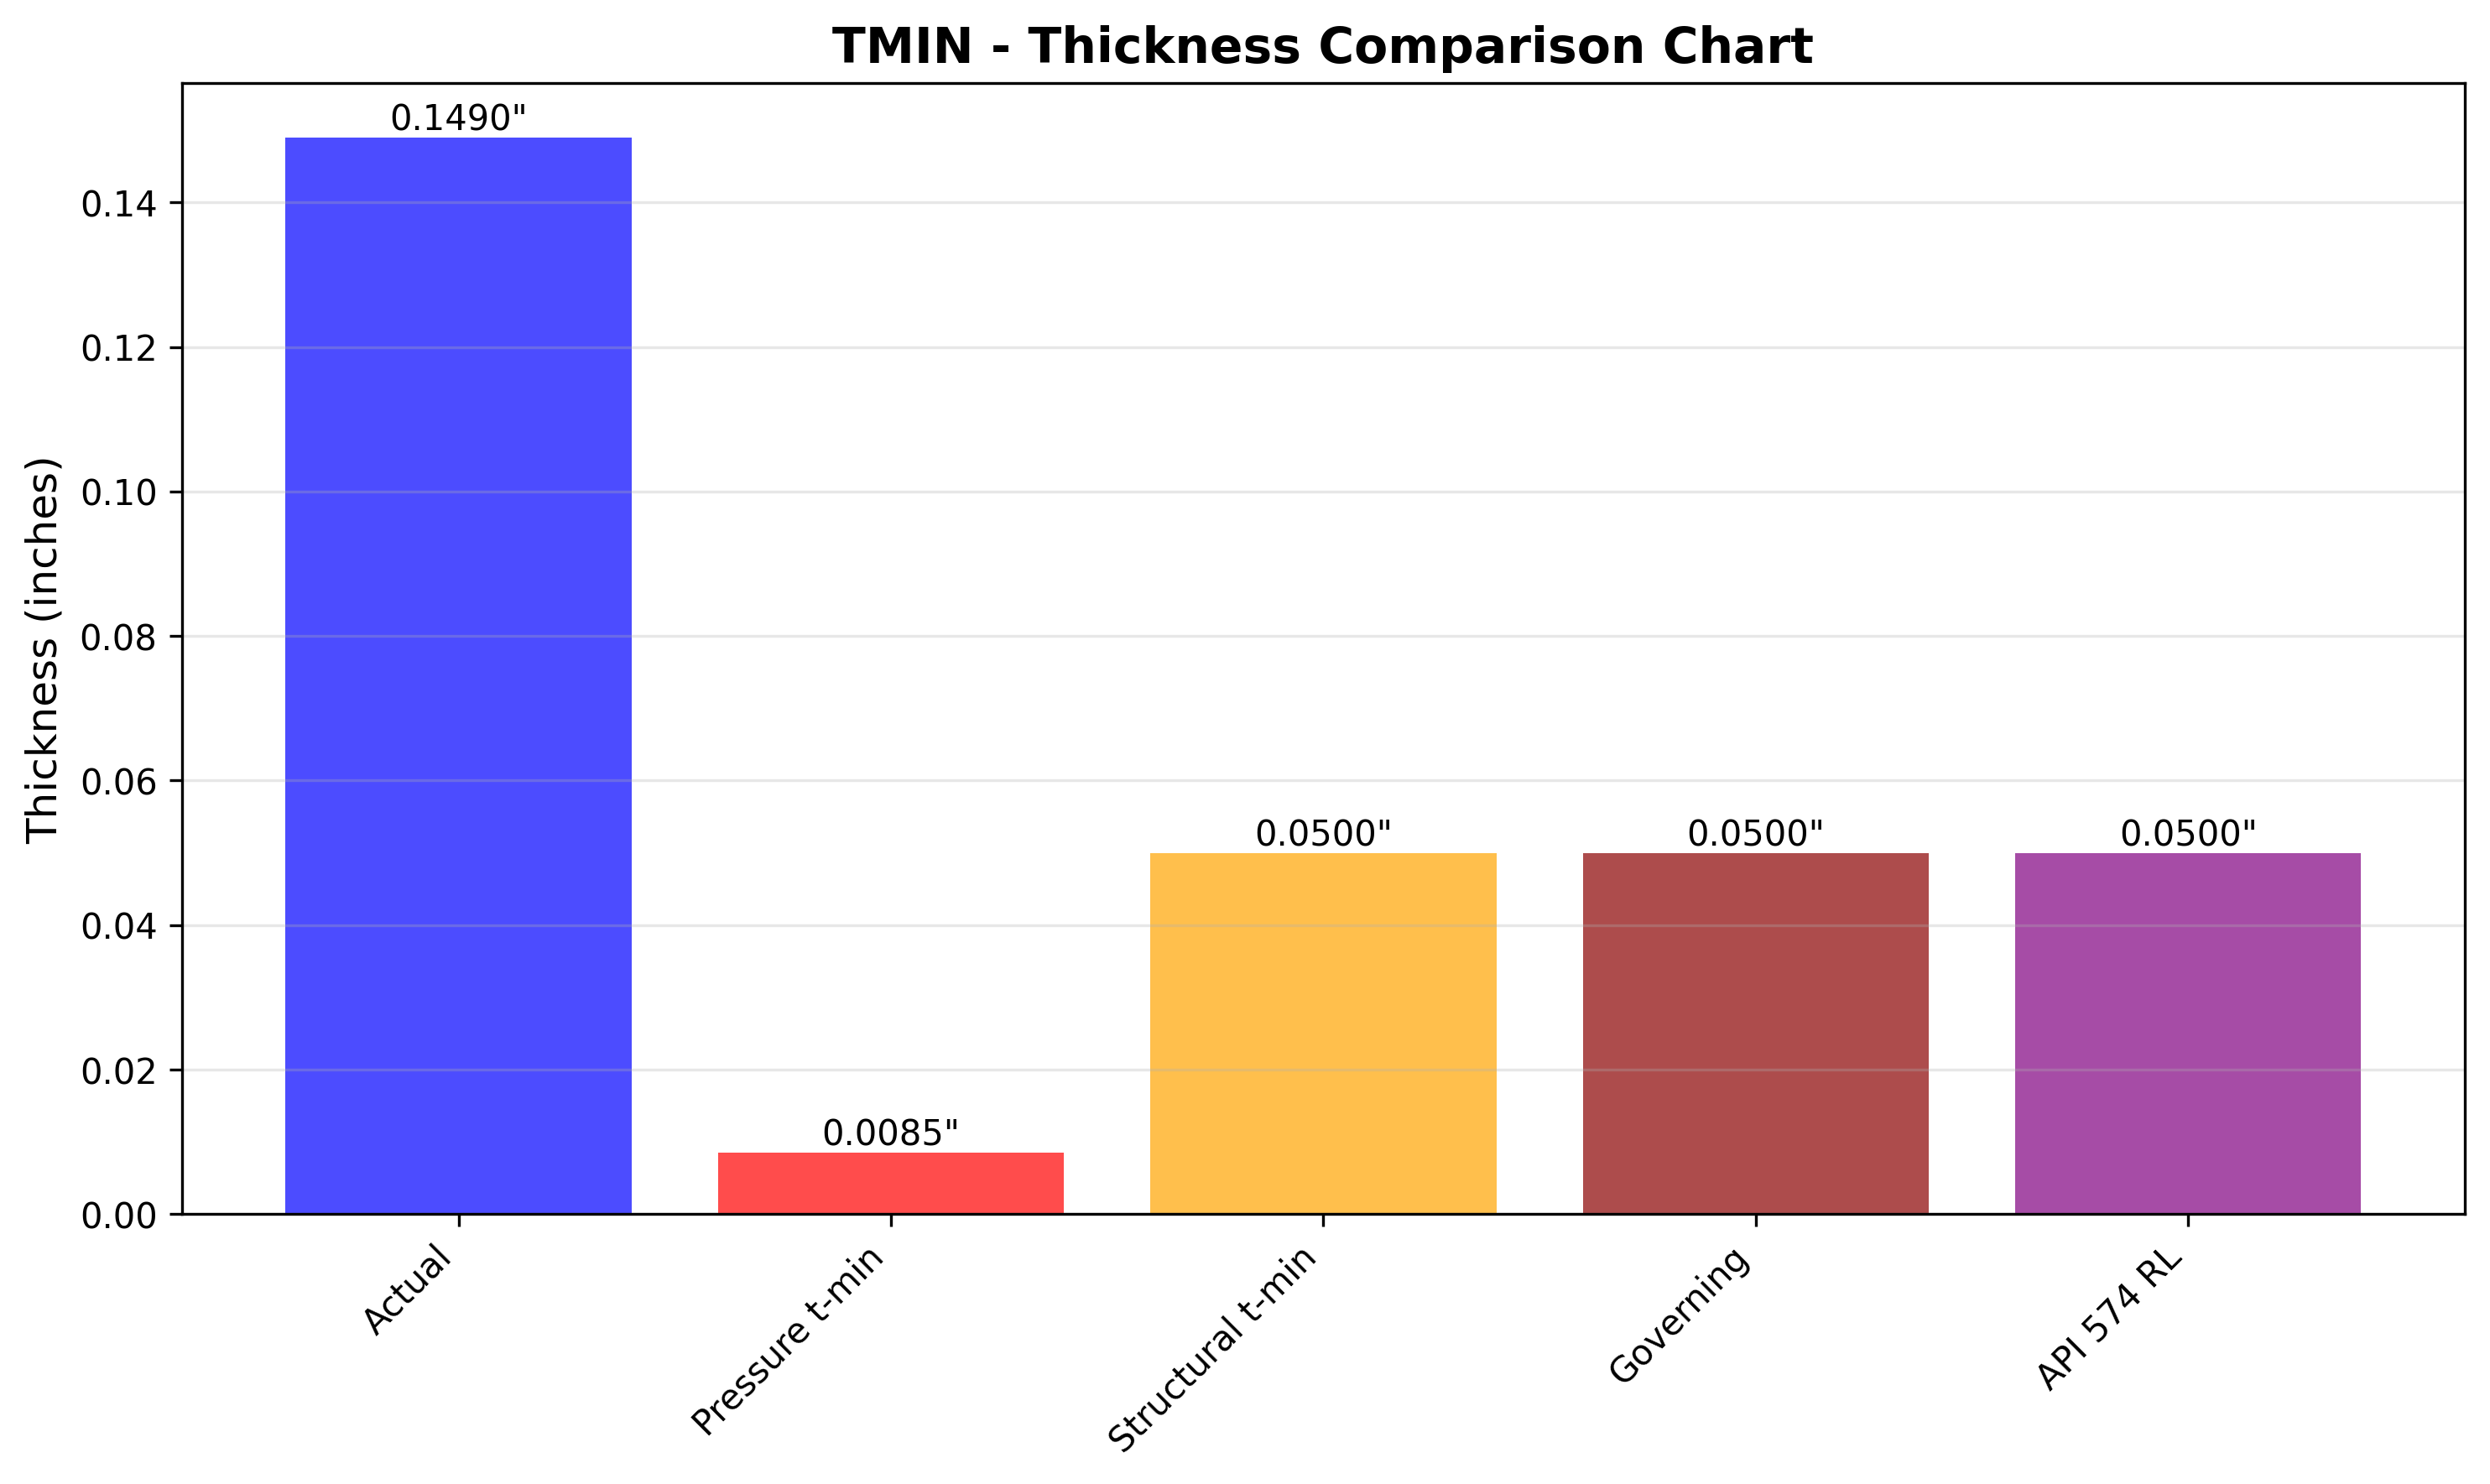 TMIN - Thickness Comparison Chart
Thickness (inches)
0.14
0.12
0.10
0.08
0.06
0.04
0.02
0.00
0.1490"
0.0085"
0.0500"
0.0500"
0.0500"
Actual
Pressure t-min
Structural t-min
Governing
API 574 RL